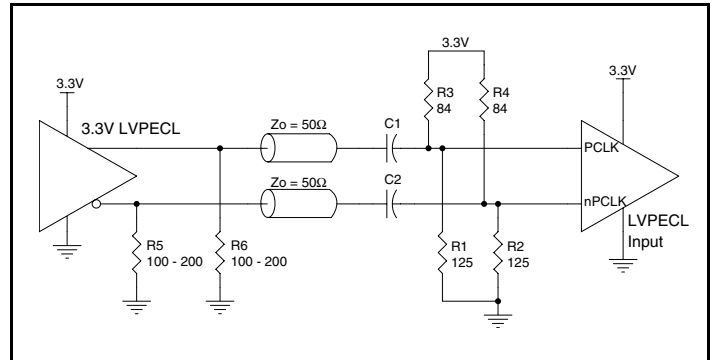 3.3V
3.3V LVPECL
R5
100 - 200
R6
100 - 200
Zo = 50Ω
Zo = 50Ω
C1
C2
3.3V
R3
84
R4
84
R1
125
R2
125
3.3V
PCLK
nPCLK
LVPECL
Input